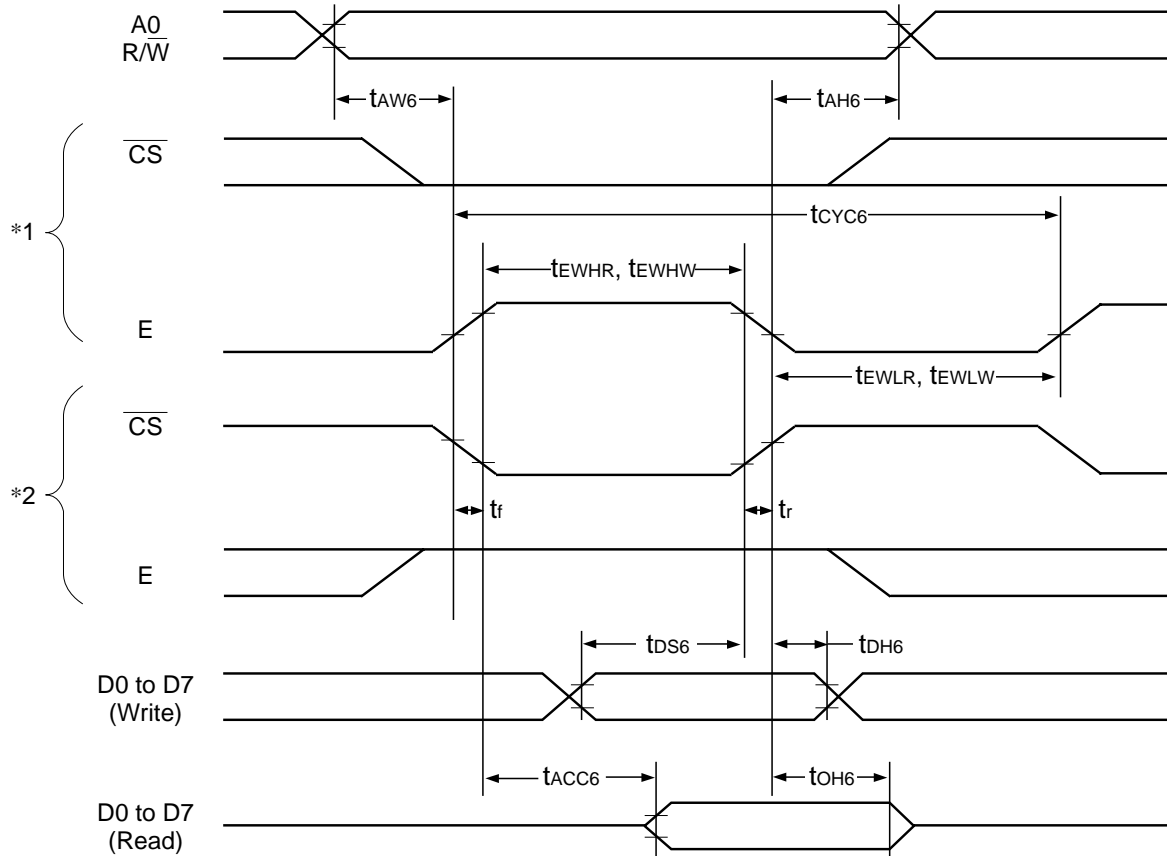 A0
R/W
tAW6
tAH6
CS
tCYC6
*1
tEWHR, tEWHW
E
tEWLR, tEWLW
CS
*2
tf
tr
E
tDS6
tDH6
D0 to D7
(Write)
tACC6
tOH6
D0 to D7
(Read)